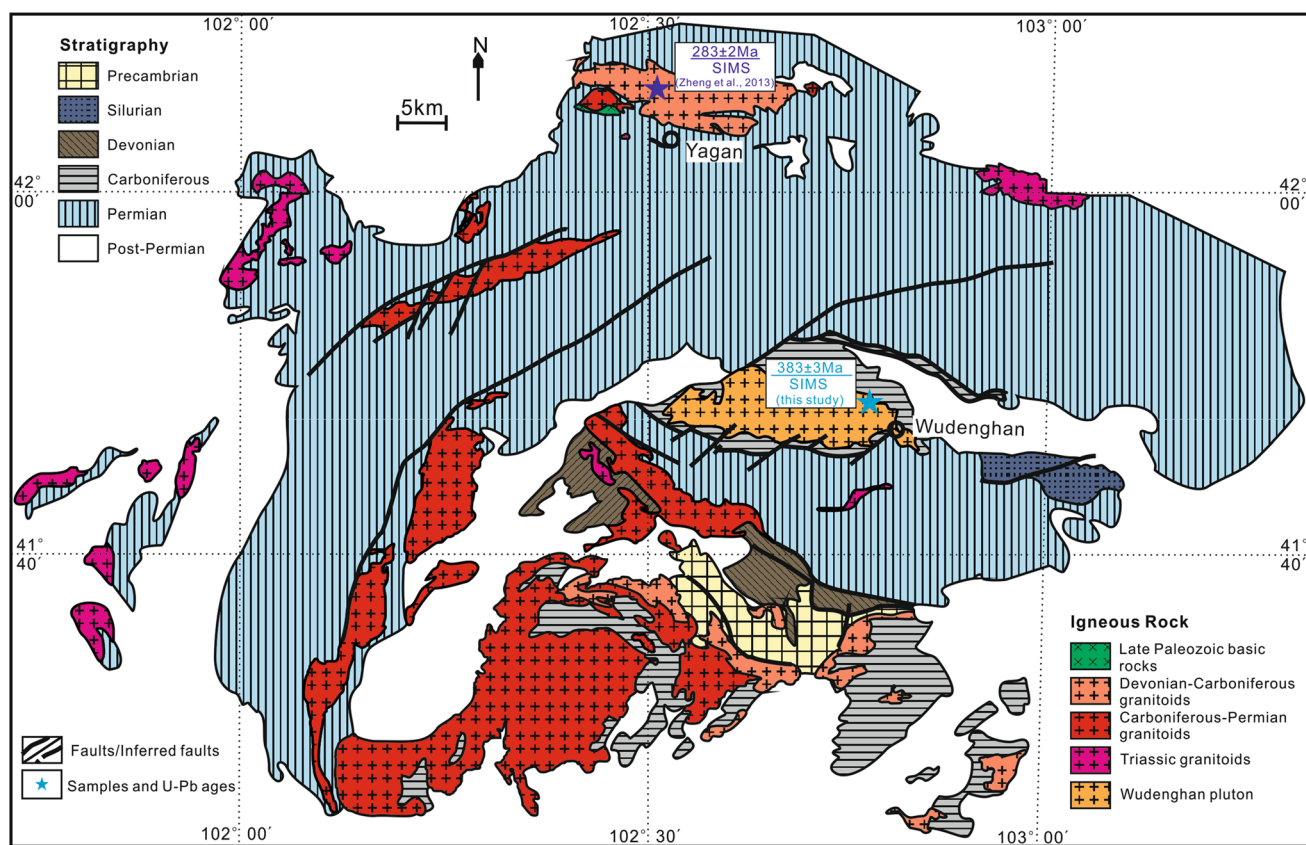 102° 00´
102° 30´
103° 00´
Stratigraphy
Precambrian
Silurian
Devonian
Carboniferous
Permian
Post-Permian
N
5km
283±2Ma
SIMS
(Zheng et al., 2013)
Yagan
42°
00´
42°
00´
383±3Ma
SIMS
(this study)
Wudenghan
41°
40´
41°
40´
Igneous Rock
Late Paleozoic basic
rocks
Devonian-Carboniferous
granitoids
Carboniferous-Permian
granitoids
Triassic granitoids
Wudenghan pluton
Faults/Inferred faults
Samples and U-Pb ages
102° 00´
102° 30´
103° 00´